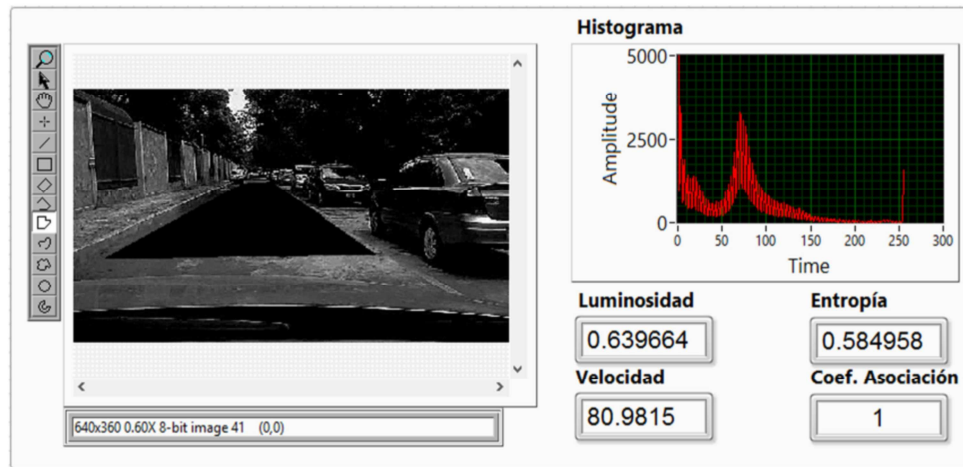 Histograma
5000
2500
0
Amplitude
0 50 100 150 200 250 300
Time
640x360 0.60X 8-bit image 41 (0,0)
Luminosidad
0.639664
Entropía
0.584958
Velocidad
80.9815
Coef. Asociación
1